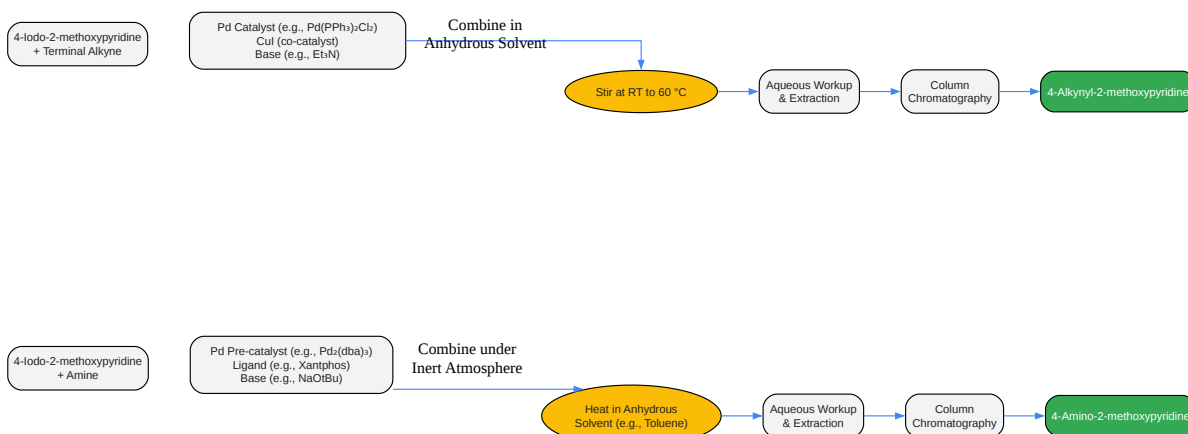 4-Iodo-2-methoxypyridine
+ Terminal Alkyne
Pd Catalyst (e.g., Pd(PPh₃)₂Cl₂)
CuI (co-catalyst)
Base (e.g., Et₃N)
Combine in
Anhydrous Solvent
Stir at RT to 60 °C
Aqueous Workup
& Extraction
Column
Chromatography
4-Alkynyl-2-methoxypyridine
4-Iodo-2-methoxypyridine
+ Amine
Pd Pre-catalyst (e.g., Pd₂(dba)₃)
Ligand (e.g., Xantphos)
Base (e.g., NaOtBu)
Combine under
Inert Atmosphere
Heat in Anhydrous
Solvent (e.g., Toluene)
Aqueous Workup
& Extraction
Column
Chromatography
4-Amino-2-methoxypyridine